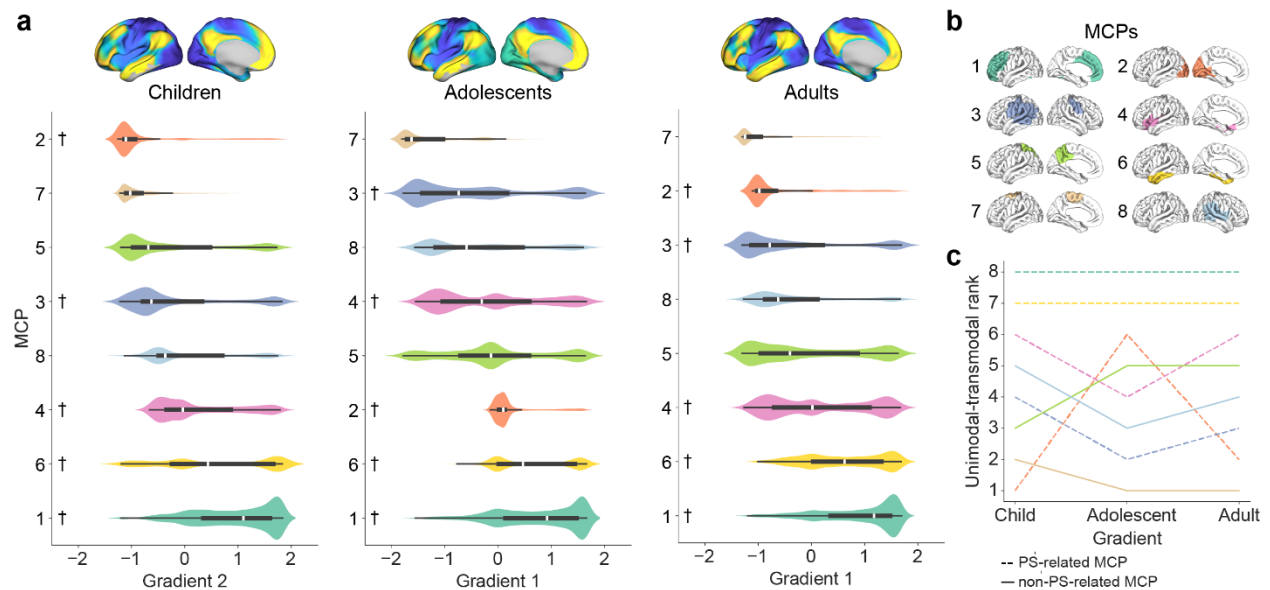 a
Children
Adolescents
Adults
MCP
2 †
7
5
3 †
8
4 †
6 †
1 †
−2 −1 0 1 2
Gradient 2
7
3 †
8
4 †
5
2
6 †
1 †
−2 −1 0 1 2
Gradient 1
7
2 †
3 †
8
5
4 †
6 †
1 †
−2 −1 0 1 2
Gradient 1
b
MCPs
1 2
3 4
5 6
7 8
c
Unimodal-transmodal rank
8
7
6
5
4
3
2
1
Child Adolescent Adult
Gradient
PS-related MCP
non-PS-related MCP